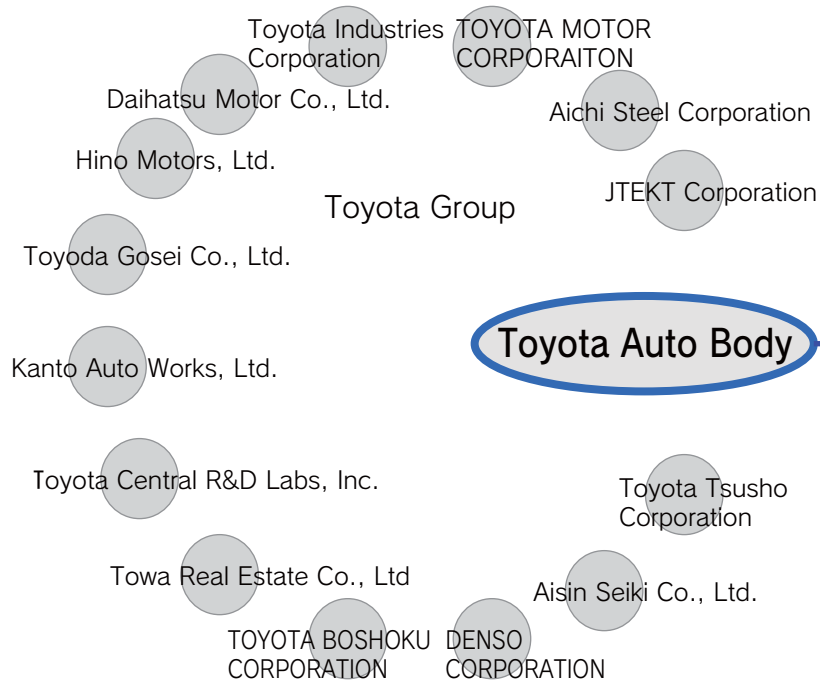 Toyota Industries
Corporation
TOYOTA MOTOR
CORPORAITON
Daihatsu Motor Co., Ltd.
Aichi Steel Corporation
Hino Motors, Ltd.
JTEKT Corporation
Toyota Group
Toyoda Gosei Co., Ltd.
Toyota Auto Body
Kanto Auto Works, Ltd.
Toyota Central R&D Labs, Inc.
Toyota Tsusho
Corporation
Towa Real Estate Co., Ltd
Aisin Seiki Co., Ltd.
TOYOTA BOSHOKU
CORPORATION
DENSO
CORPORATION